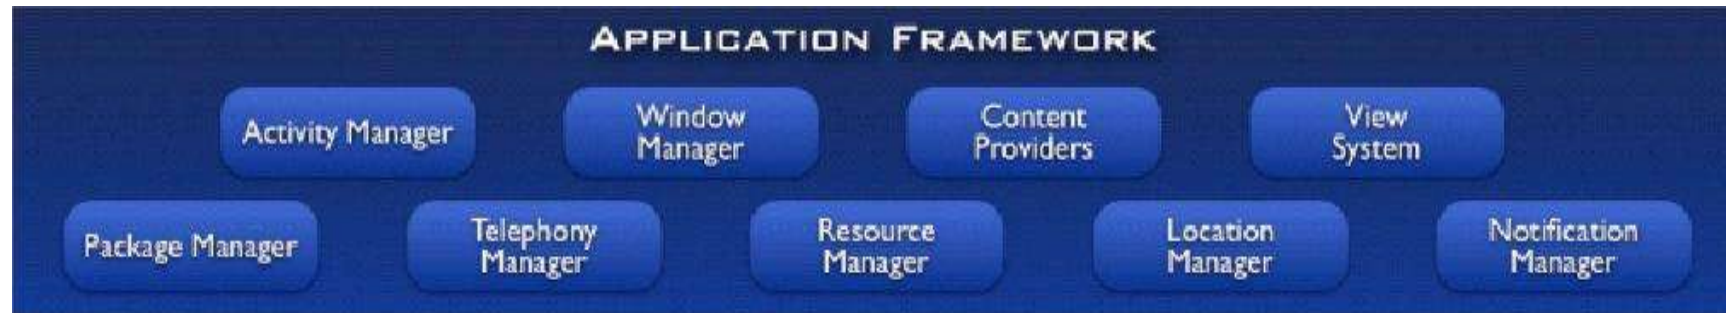 APPLICATION FRAMEWORK
Activity Manager
Window
Manager
Content
Providers
View
System
Package Manager
Telephony
Manager
Resource
Manager
Location
Manager
Notification
Manager